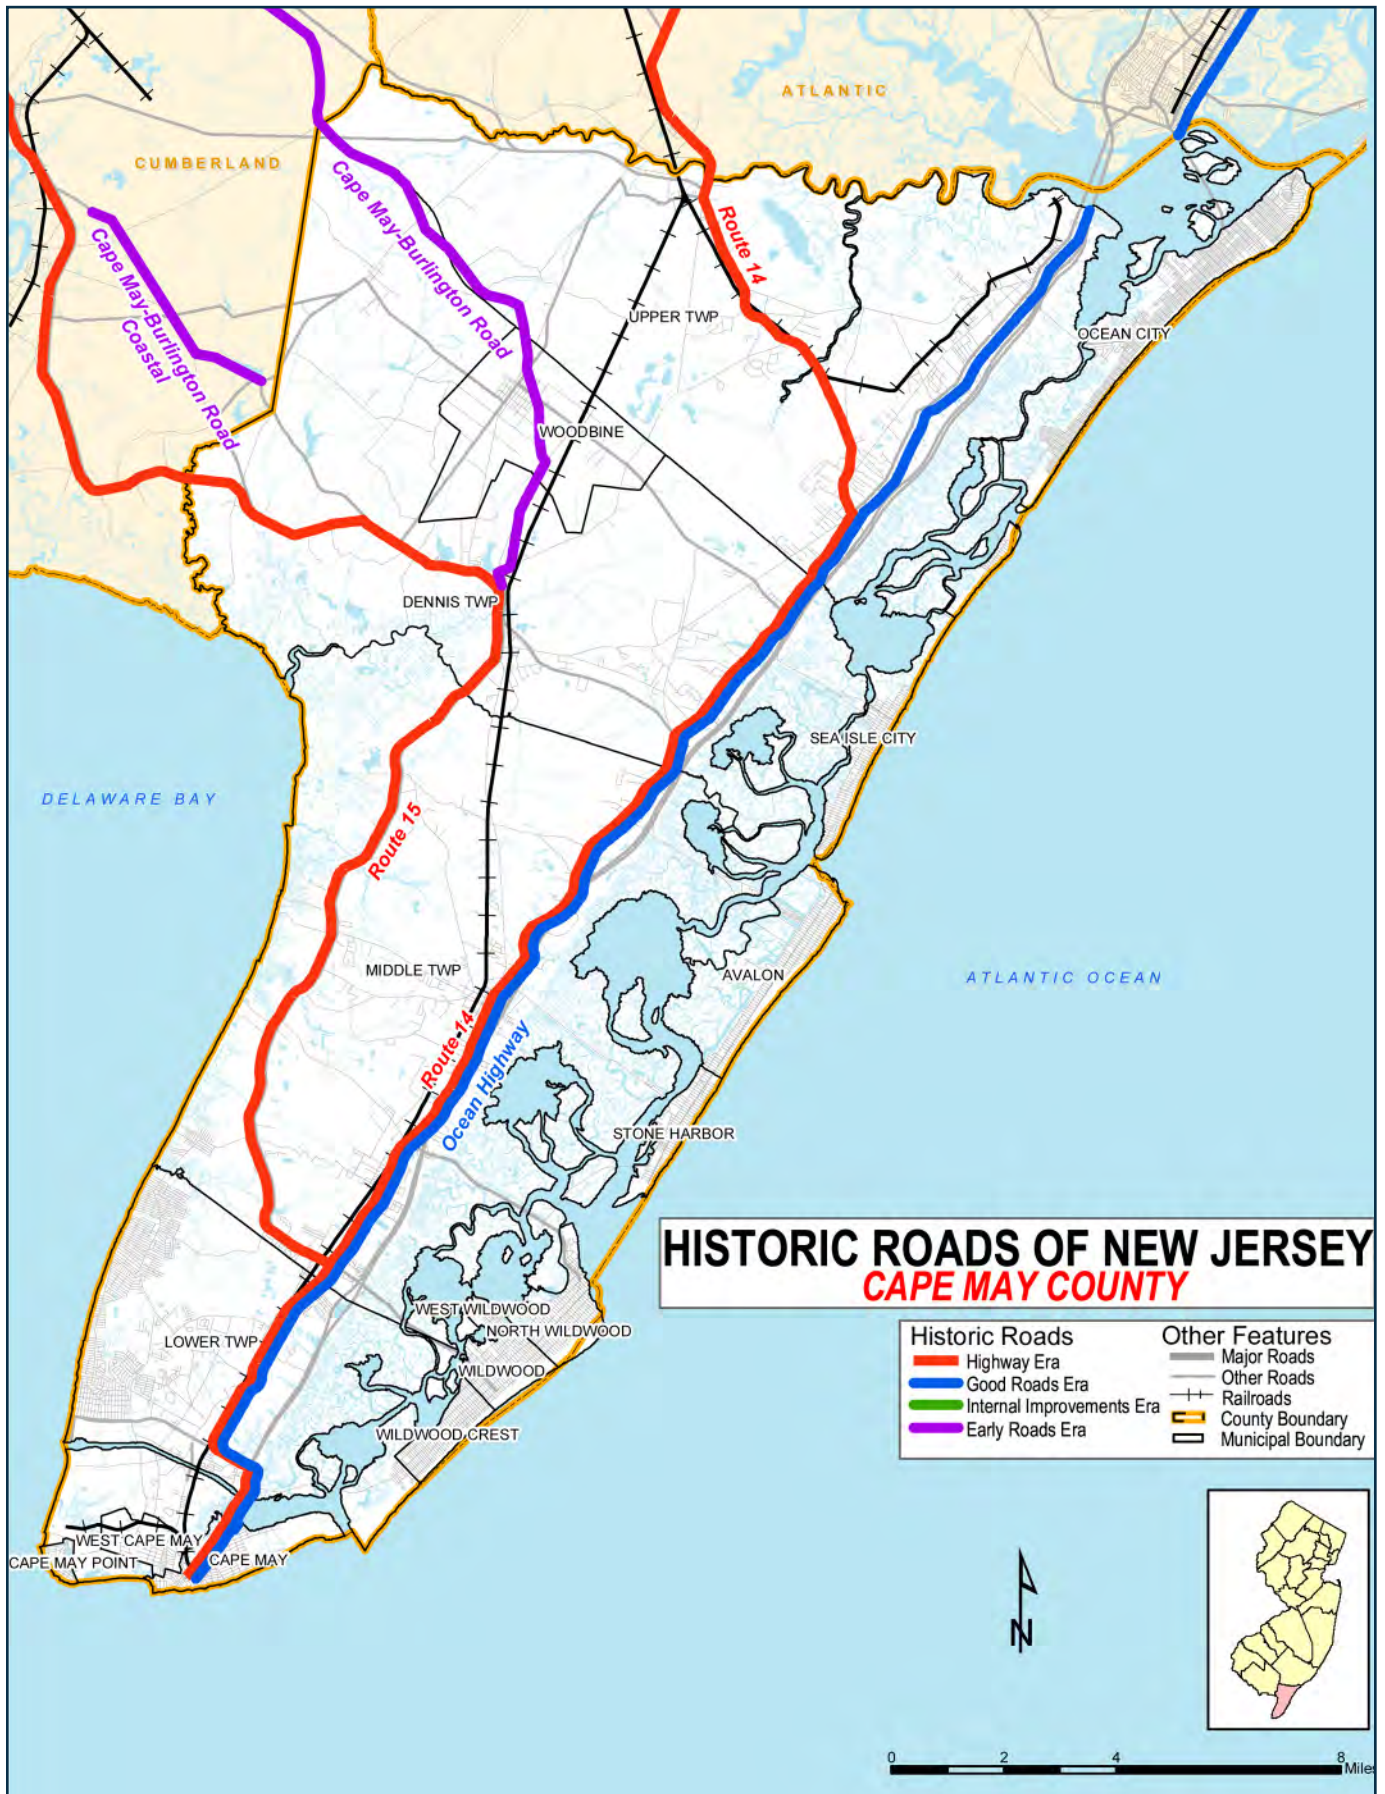 ATLANTIC
CUMBERLAND
Cape May-Burlington Road
Route 14
Cape May-Burlington Road
Coastal
UPPER TWP
OCEAN CITY
WOODBINE
DENNIS TWP
SEA ISLE CITY
DELAWARE BAY
Route 15
MIDDLE TWP
AVALON
ATLANTIC OCEAN
Route 14
Ocean Highway
STONE HARBOR
HISTORIC ROADS OF NEW JERSEY
CAPE MAY COUNTY
WEST WILDWOOD
NORTH WILDWOOD
LOWER TWP
WILDWOOD
WILDWOOD CREST
Historic Roads
Highway Era
Good Roads Era
Internal Improvements Era
Early Roads Era
Other Features
Major Roads
Other Roads
Railroads
County Boundary
Municipal Boundary
WEST CAPE MAY
CAPE MAY POINT
CAPE MAY
N
0 2 4 8
Miles